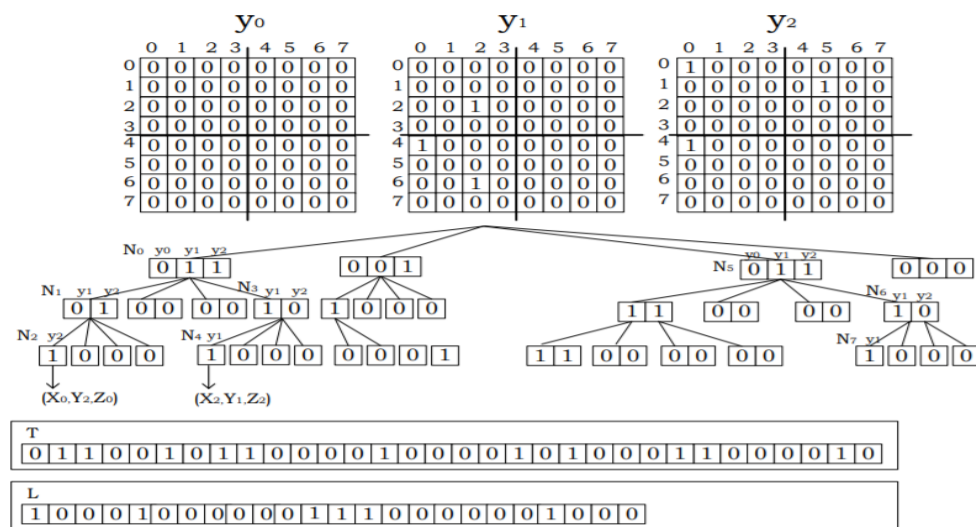 y0 y1 y2
0 1 2 3 4 5 6 7 0 1 2 3 4 5 6 7 0 1 2 3 4 5 6 7
0 0 0 0 0 0 0 0 0 0 0 0 0 0 0 0 0 0 1 0 0 0 0 0 0 0
1 0 0 0 0 0 0 0 0 1 0 0 0 0 0 0 0 0 1 0 0 0 0 0 1 0 0
2 0 0 0 0 0 0 0 0 2 0 0 1 0 0 0 0 0 2 0 0 0 0 0 0 0 0
3 0 0 0 0 0 0 0 0 3 0 0 0 0 0 0 0 0 3 0 0 0 0 0 0 0 0
4 0 0 0 0 0 0 0 0 4 1 0 0 0 0 0 0 0 4 1 0 0 0 0 0 0 0
5 0 0 0 0 0 0 0 0 5 0 0 0 0 0 0 0 0 5 0 0 0 0 0 0 0 0
6 0 0 0 0 0 0 0 0 6 0 0 1 0 0 0 0 0 6 0 0 0 0 0 0 0 0
7 0 0 0 0 0 0 0 0 7 0 0 0 0 0 0 0 0 7 0 0 0 0 0 0 0 0
N0 y0 y1 y2 y0 y1 y2
0 1 1 0 0 1 N5 0 1 1 0 0 0
N1 y1 y2 N3 y1 y2 N6 y1 y2
0 1 0 0 0 0 1 0 1 0 0 0 1 1 0 0 0 0 1 0
N2 y2 N4 y1 N7 y1
1 0 0 0 1 0 0 0 0 0 0 1 1 1 0 0 0 0 0 0 1 0 0 0
(X0,Y2,Z0) (X2,Y1,Z2)
T
0 1 1 0 0 1 0 1 1 0 0 0 0 1 0 0 0 0 1 0 1 0 0 0 1 1 0 0 0 0 1 0
L
1 0 0 0 1 0 0 0 0 0 0 1 1 1 0 0 0 0 0 0 1 0 0 0